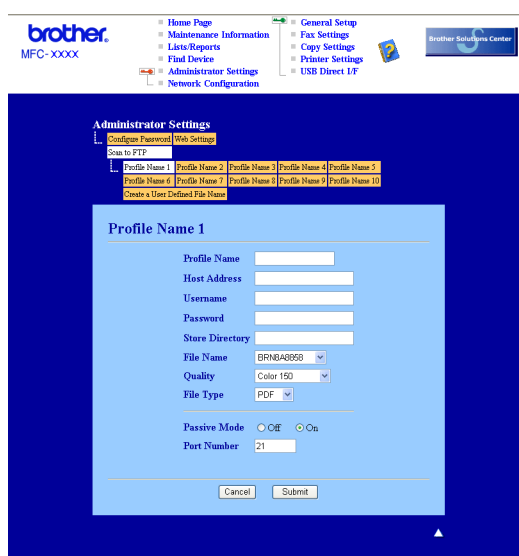 brother
MFC- XXXX
Home Page
Maintenance Information
Lists/Reports
Find Device
Administrator Settings
Network Configuration
General Setup
Fax Settings
Copy Settings
Printer Settings
USB Direct I/F
Brother Solutions Center
Administrator Settings
Configure Password Web Settings
Scan to FTP
Profile Name 1 Profile Name 2 Profile Name 3 Profile Name 4 Profile Name 5
Profile Name 6 Profile Name 7 Profile Name 8 Profile Name 9 Profile Name 10
Create a User Defined File Name
Profile Name 1
Profile Name
Host Address
Username
Password
Store Directory
File Name BRN8A8858
Quality Color 150
File Type PDF
Passive Mode Off On
Port Number 21
Cancel Submit